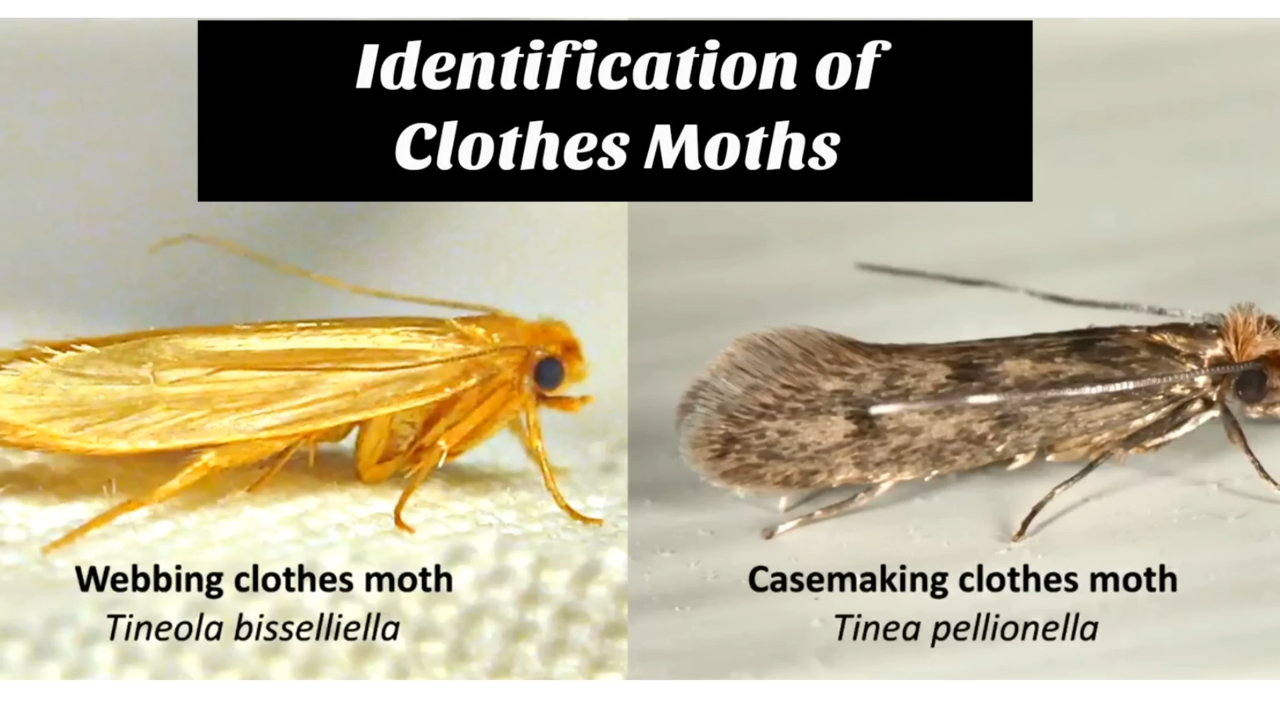 Identification of
Clothes Moths
Webbing clothes moth
Tineola bisselliella
Casemaking clothes moth
Tinea pellionella